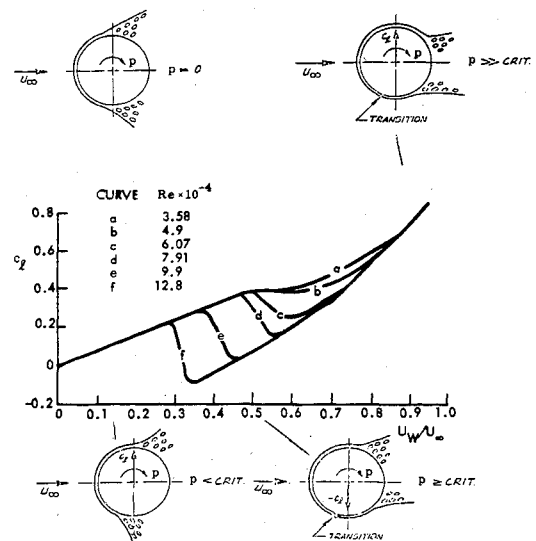 p = 0
p
U∞
cℓ
p
p >> CRIT.
U∞
TRANSITION
CURVE Re×10⁻⁴
a 3.58
b 4.9
c 6.07
d 7.91
e 9.9
f 12.8
0.8
0.6
cℓ
0.4
0.2
0
-0.2
a
b
c
d
e
f
0 0.1 0.2 0.3 0.4 0.5 0.6 0.7 0.8 0.9 1.0
U_W/U∞
cℓ
p
p < CRIT.
U∞
p
-cℓ
p ≥ CRIT.
U∞
TRANSITION